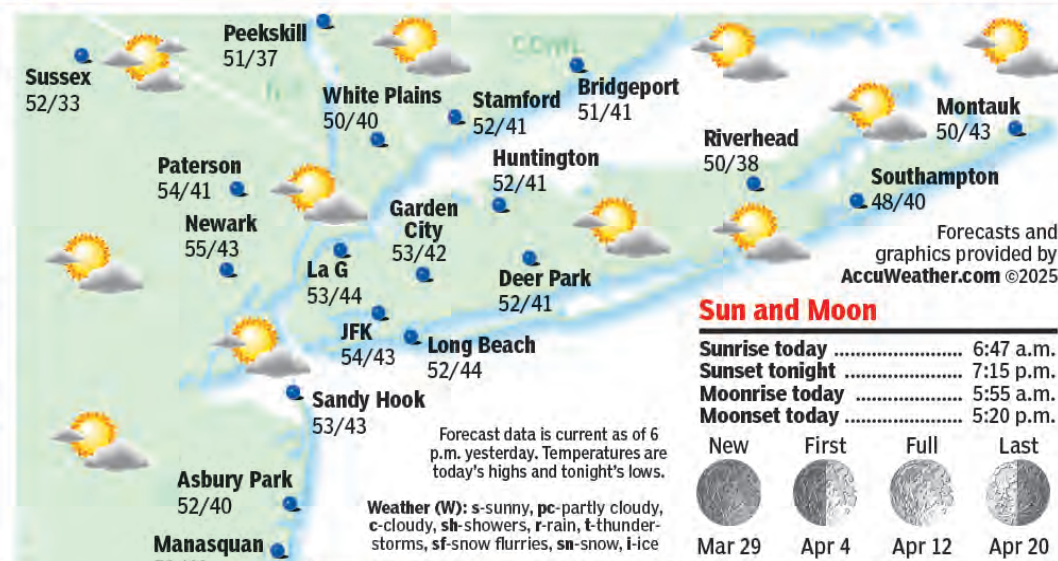 Peekskill
51/37
Sussex
52/33
White Plains
50/40
Stamford
52/41
Bridgeport
51/41
CONN.
Montauk
50/43
Riverhead
50/38
Huntington
52/41
Paterson
54/41
Southampton
48/40
Newark
55/43
Garden
City
53/42
La G
53/44
Deer Park
52/41
JFK
54/43
Long Beach
52/44
Sandy Hook
53/43
Asbury Park
52/40
Manasquan
Forecasts and
graphics provided by
AccuWeather.com ©2025
Forecast data is current as of 6
p.m. yesterday. Temperatures are
today's highs and tonight's lows.
Weather (W): s-sunny, pc-partly cloudy,
c-cloudy, sh-showers, r-rain, t-thunder-
storms, sf-snow flurries, sn-snow, i-ice
Sun and Moon
Sunrise today ....................... 6:47 a.m.
Sunset tonight ...................... 7:15 p.m.
Moonrise today .................... 5:55 a.m.
Moonset today ..................... 5:20 p.m.
New First Full Last
Mar 29 Apr 4 Apr 12 Apr 20